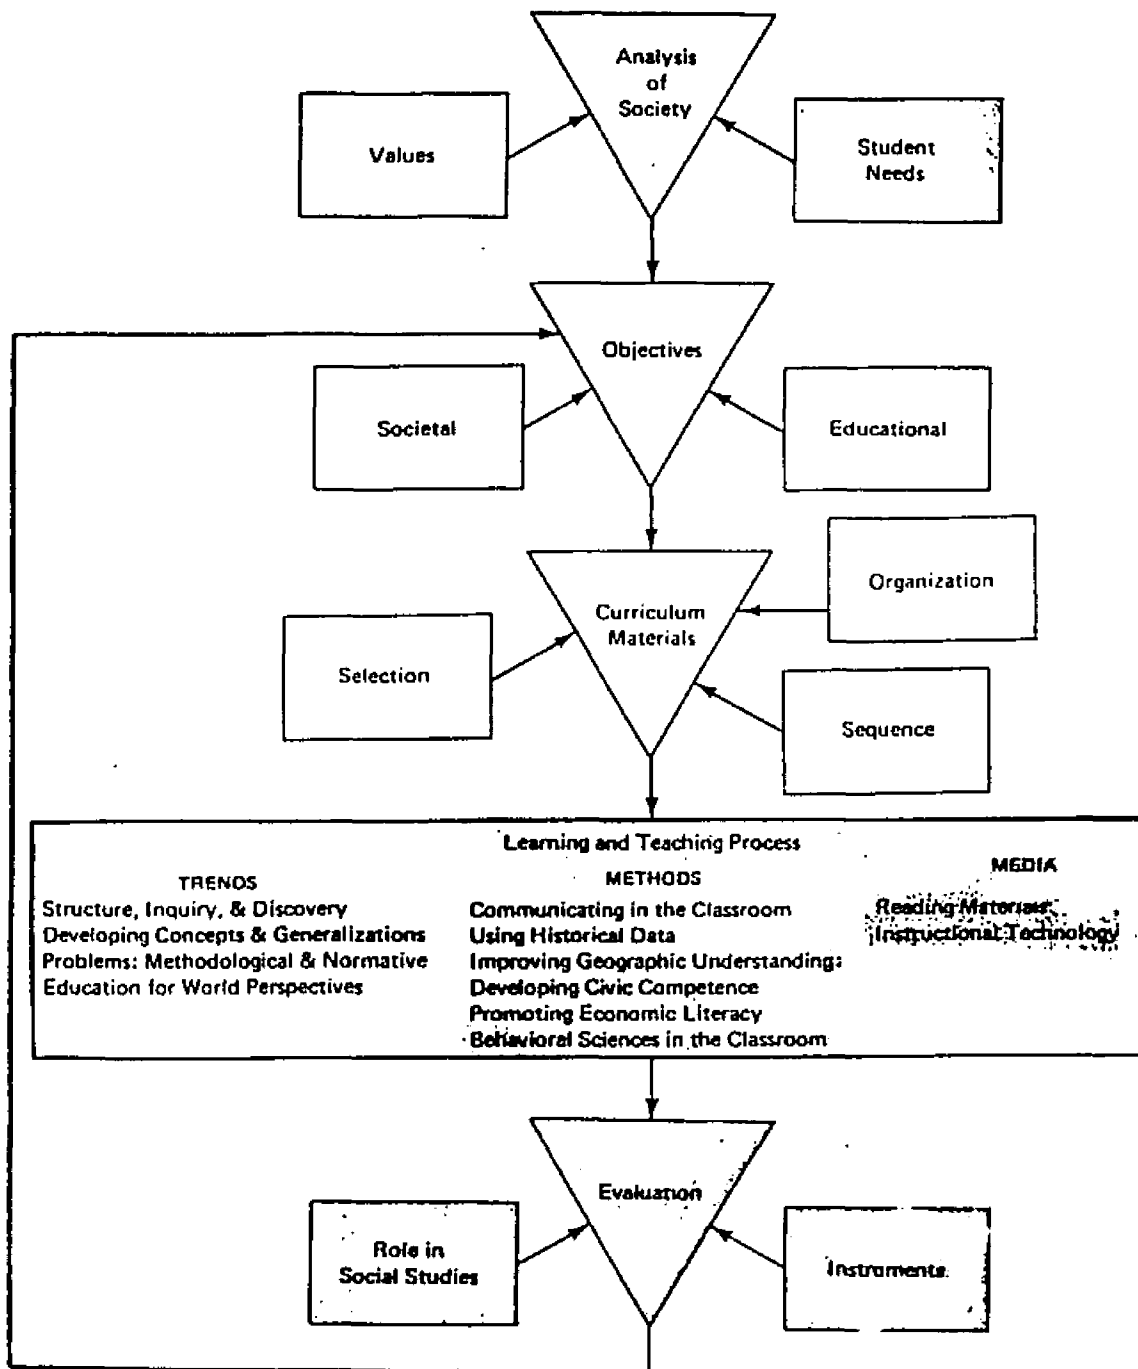 Analysis
of
Society
Values
Student
Needs
Objectives
Societal
Educational
Organization
Curriculum
Materials
Selection
Sequence
Learning and Teaching Process
TRENDS
Structure, Inquiry, & Discovery
Developing Concepts & Generalizations
Problems: Methodological & Normative
Education for World Perspectives
METHODS
Communicating in the Classroom
Using Historical Data
Improving Geographic Understandings
Developing Civic Competence
Promoting Economic Literacy
Behavioral Sciences in the Classroom
MEDIA
Reading Materials
Instructional Technology
Evaluation
Role in
Social Studies
Instruments